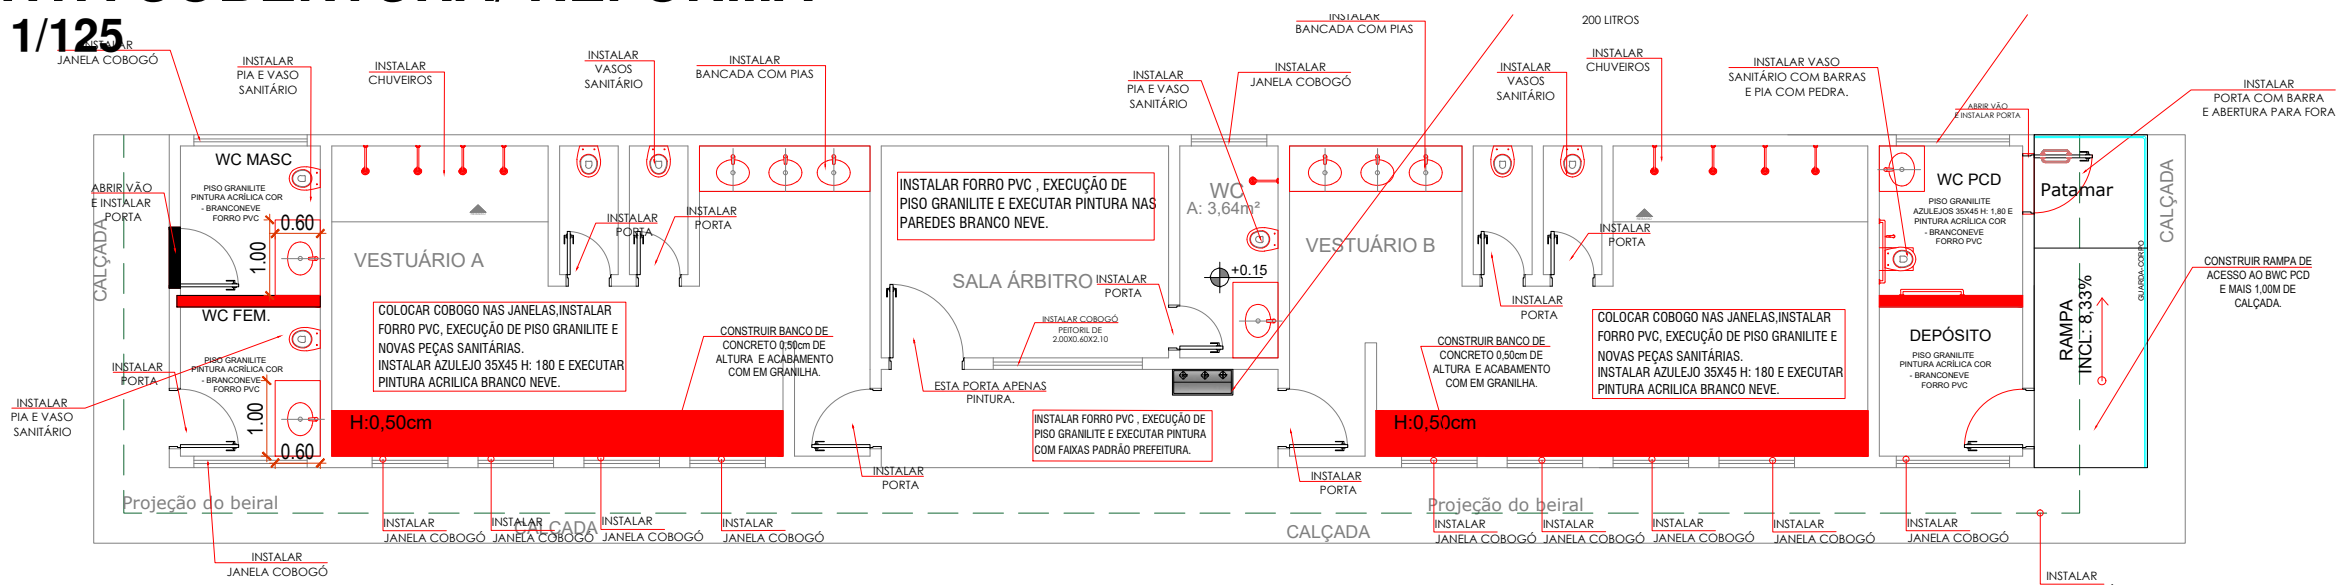 1/125
INSTALAR
JANELA COBOGÓ
INSTALAR
PIA E VASO
SANITÁRIO
INSTALAR
CHUVEIROS
INSTALAR
VASOS
SANITÁRIO
INSTALAR
BANCADA COM PIAS
INSTALAR
PIA E VASO
SANITÁRIO
INSTALAR
JANELA COBOGÓ
INSTALAR
BANCADA COM PIAS
INSTALAR
VASOS
SANITÁRIO
200 LITROS
INSTALAR
CHUVEIROS
INSTALAR VASO
SANITÁRIO COM BARRAS
E PIA COM PEDRA.
ABRIR VÃO
E INSTALAR PORTA
INSTALAR
PORTA COM BARRA
E ABERTURA PARA FORA
CALÇADA
ABRIR VÃO
E INSTALAR
PORTA
WC MASC
PISO GRANILITE
PINTURA ACRÍLICA COR
- BRANCONEVE
FORRO PVC
0.60
1.00
WC FEM.
PISO GRANILITE
PINTURA ACRÍLICA COR
- BRANCONEVE
FORRO PVC
1.00
0.60
INSTALAR
PORTA
INSTALAR
PIA E VASO
SANITÁRIO
VESTUÁRIO A
COLOCAR COBOGO NAS JANELAS,INSTALAR
FORRO PVC, EXECUÇÃO DE PISO GRANILITE E
NOVAS PEÇAS SANITÁRIAS.
INSTALAR AZULEJO 35X45 H: 180 E EXECUTAR
PINTURA ACRILICA BRANCO NEVE.
H:0,50cm
INSTALAR
PORTA
INSTALAR
PORTA
CONSTRUIR BANCO DE
CONCRETO 0,50cm DE
ALTURA E ACABAMENTO
COM EM GRANILHA.
INSTALAR FORRO PVC , EXECUÇÃO DE
PISO GRANILITE E EXECUTAR PINTURA NAS
PAREDES BRANCO NEVE.
SALA ÁRBITRO
INSTALAR
PORTA
INSTALAR COBOGÓ
PEITORIL DE
2.00X0.60X2.10
ESTA PORTA APENAS
PINTURA.
INSTALAR FORRO PVC , EXECUÇÃO DE
PISO GRANILITE E EXECUTAR PINTURA
COM FAIXAS PADRÃO PREFEITURA.
INSTALAR
PORTA
WC
A: 3,64m²
+0.15
INSTALAR
PORTA
VESTUÁRIO B
INSTALAR
PORTA
INSTALAR
PORTA
CONSTRUIR BANCO DE
CONCRETO 0,50cm DE
ALTURA E ACABAMENTO
COM EM GRANILHA.
COLOCAR COBOGO NAS JANELAS,INSTALAR
FORRO PVC, EXECUÇÃO DE PISO GRANILITE E
NOVAS PEÇAS SANITÁRIAS.
INSTALAR AZULEJO 35X45 H: 180 E EXECUTAR
PINTURA ACRILICA BRANCO NEVE.
H:0,50cm
WC PCD
PISO GRANILITE
AZULEJOS 35X45 H: 1,80 E
PINTURA ACRÍLICA COR
- BRANCONEVE
FORRO PVC
DEPÓSITO
PISO GRANILITE
PINTURA ACRÍLICA COR
- BRANCONEVE
FORRO PVC
Patamar
RAMPA
INCL: 8,33%
GUARDA-CORPO
CALÇADA
CONSTRUIR RAMPA DE
ACESSO AO BWC PCD
E MAIS 1,00M DE
CALÇADA.
Projeção do beiral
Projeção do beiral
CALÇADA
CALÇADA
INSTALAR
JANELA COBOGÓ
INSTALAR
JANELA COBOGÓ
INSTALAR
JANELA COBOGÓ
INSTALAR
JANELA COBOGÓ
INSTALAR
JANELA COBOGÓ
INSTALAR
JANELA COBOGÓ
INSTALAR
JANELA COBOGÓ
INSTALAR
JANELA COBOGÓ
INSTALAR
JANELA COBOGÓ
INSTALAR
JANELA COBOGÓ
INSTALAR